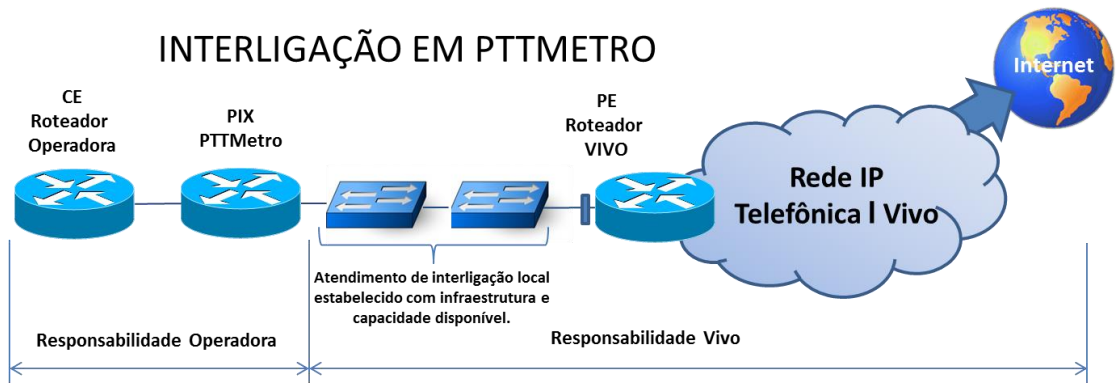 INTERLIGAÇÃO EM PTTMETRO
Internet
CE
Roteador
Operadora
PIX
PTTMetro
PE
Roteador
VIVO
Rede IP
Telefônica l Vivo
Atendimento de interligação local
estabelecido com infraestrutura e
capacidade disponível.
Responsabilidade Operadora
Responsabilidade Vivo